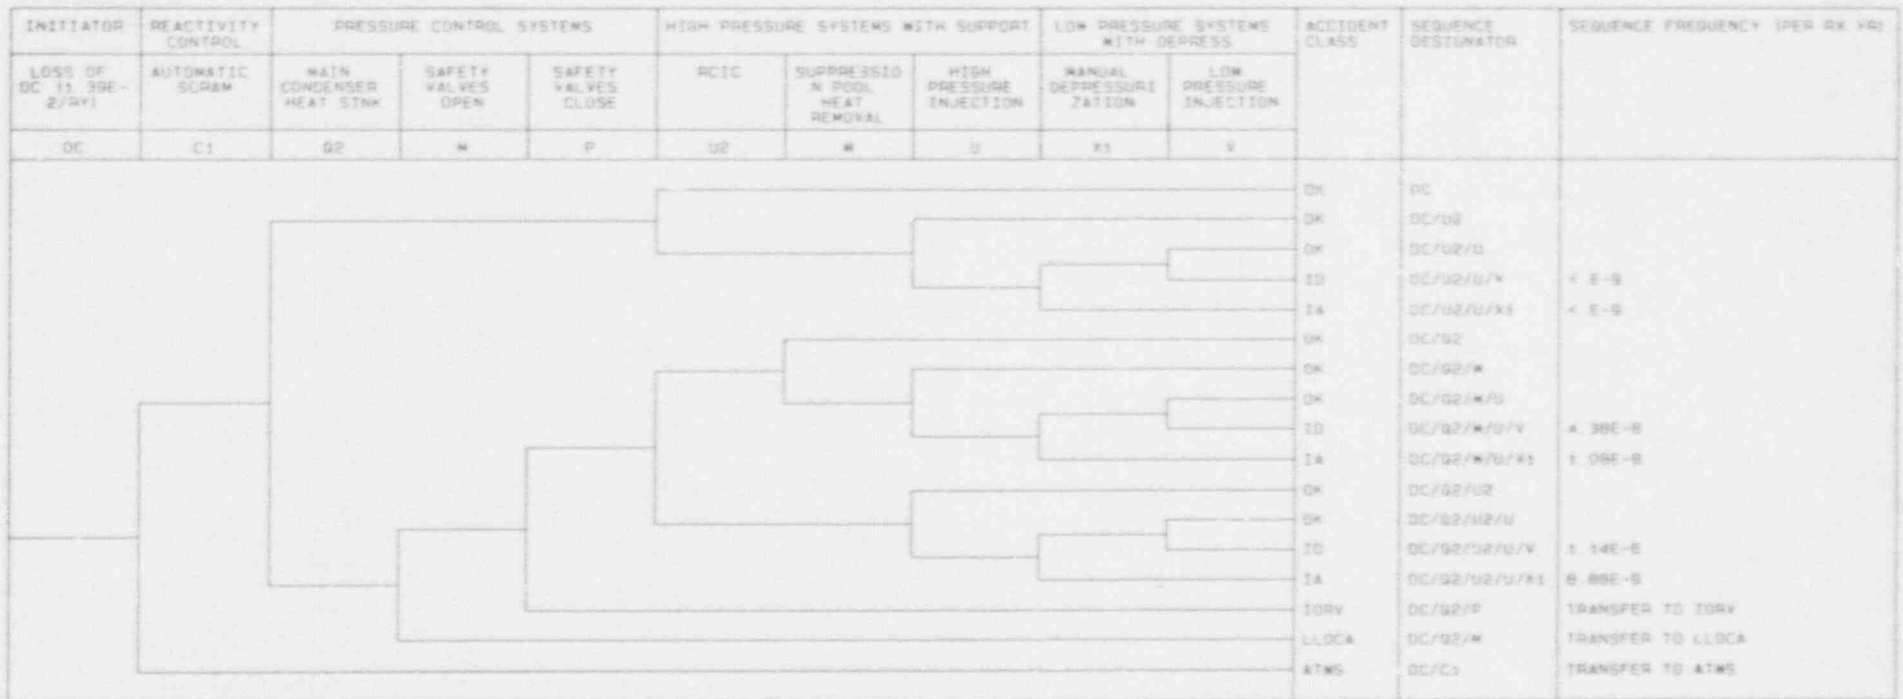 INITIATOR REACTIVITY CONTROL PRESSURE CONTROL SYSTEMS HIGH PRESSURE SYSTEMS WITH SUPPORT LOW PRESSURE SYSTEMS WITH DEPRESS ACCIDENT CLASS SEQUENCE DESIGNATOR SEQUENCE FREQUENCY (PER RX YR)
LOSS OF DC (1.39E-2/RY) AUTOMATIC SCRAM MAIN CONDENSER HEAT SINK SAFETY VALVES OPEN SAFETY VALVES CLOSE RCIC SUPPRESSIO N POOL HEAT REMOVAL HIGH PRESSURE INJECTION MANUAL DEPRESSURI ZATION LOW PRESSURE INJECTION
DC C1 Q2 M P U2 W U X1 V
OK DC
OK DC/U2
OK DC/U2/U
ID DC/U2/U/V < E-9
IA DC/U2/U/X1 < E-9
OK DC/Q2
OK DC/Q2/W
OK DC/Q2/W/U
ID DC/Q2/W/U/V 4.38E-8
IA DC/Q2/W/U/X1
OK DC/Q2/U2
OK DC/Q2/U2/U
ID DC/Q2/U2/U/V
IA DC/Q2/U2/U/X1
IORV DC/Q2/P TRANSFER TO IORV
LLOCA DC/Q2/M TRANSFER TO LLOCA
ATWS DC/C1 TRANSFER TO ATWS